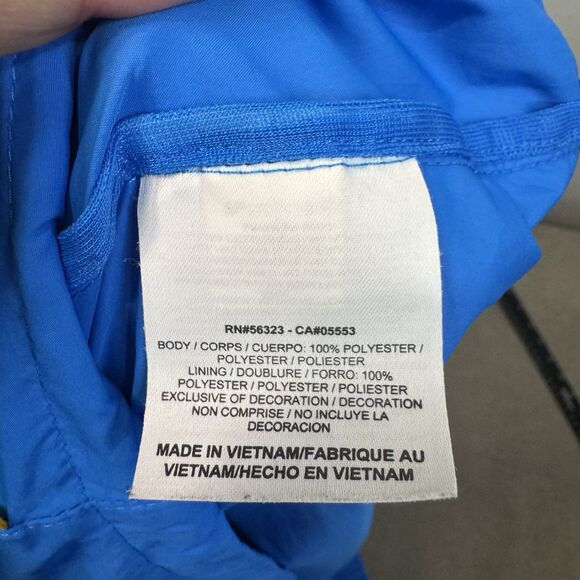 RN#56323 - CA#05553
BODY / CORPS / CUERPO: 100% POLYESTER /
POLYESTER / POLIESTER
LINING / DOUBLURE / FORRO: 100%
POLYESTER / POLYESTER / POLIESTER
EXCLUSIVE OF DECORATION / DECORATION
NON COMPRISE / NO INCLUYE LA
DECORACION
MADE IN VIETNAM/FABRIQUE AU
VIETNAM/HECHO EN VIETNAM